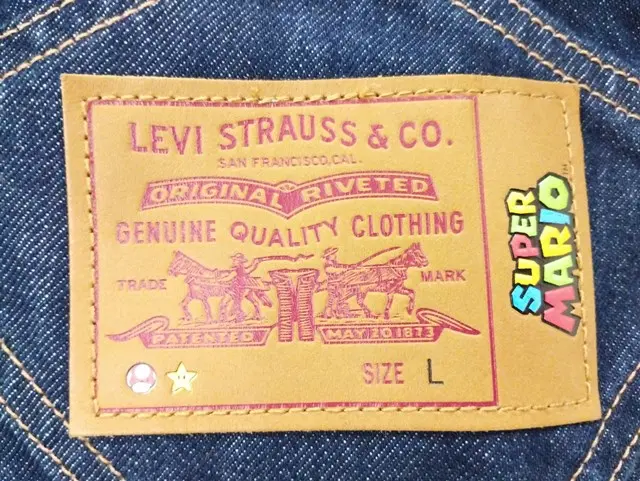 LEVI STRAUSS & CO.
SAN FRANCISCO, CAL.
ORIGINAL RIVETED
GENUINE QUALITY CLOTHING
TRADE MARK
PATENTED MAY 20 1873
SIZE L
SUPER
MARIO™